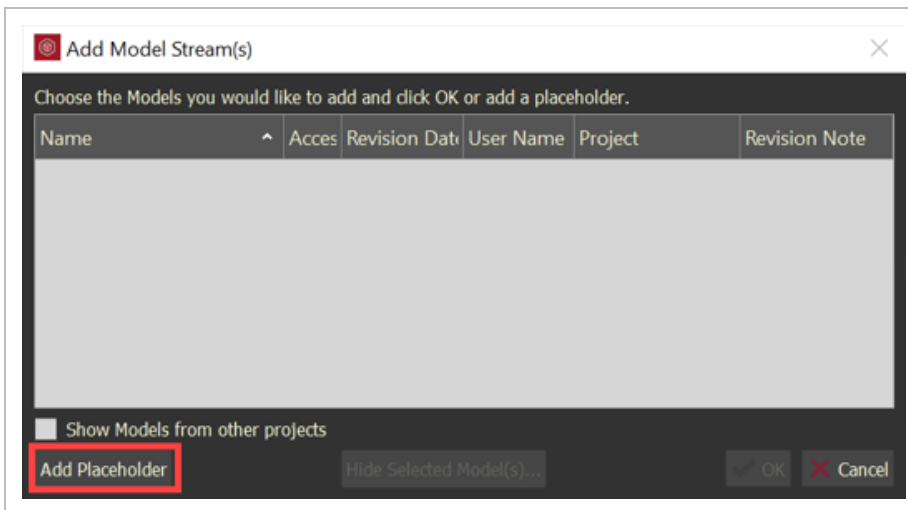 Add Model Stream(s)
Choose the Models you would like to add and click OK or add a placeholder.
Name Acces Revision Dat User Name Project Revision Note
Show Models from other projects
Add Placeholder Hide Selected Model(s)... OK Cancel